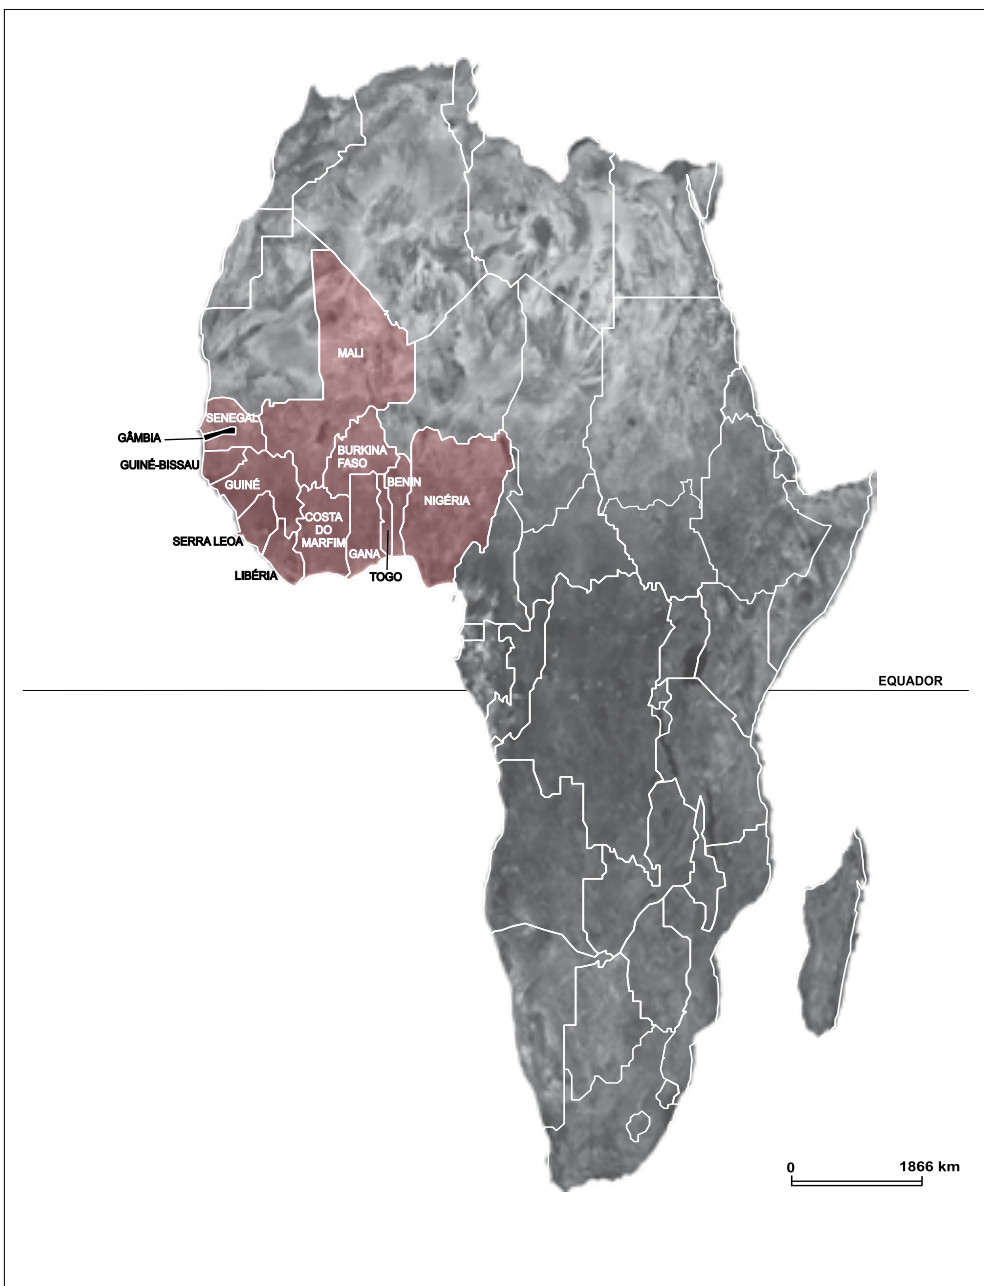 MALI
SENEGAL
GÂMBIA
GUINÉ-BISSAU
BURKINA
FASO
BENIN
GUINÉ
NIGÉRIA
COSTA
DO
MARFIM
SERRA LEOA
GANA
LIBÉRIA
TOGO
EQUADOR
0
1866 km